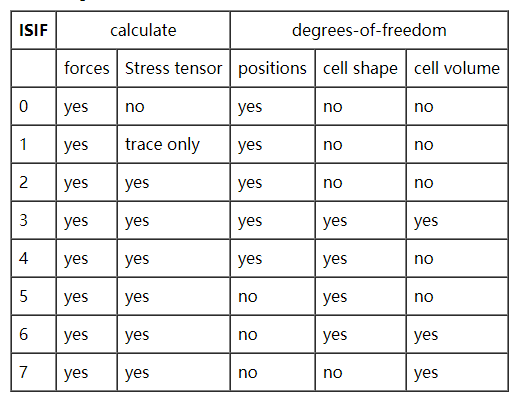 ISIF calculate degrees-of-freedom
forces Stress tensor positions cell shape cell volume
0 yes no yes no no
1 yes trace only yes no no
2 yes yes yes no no
3 yes yes yes yes yes
4 yes yes yes yes no
5 yes yes no yes no
6 yes yes no yes yes
7 yes yes no no yes